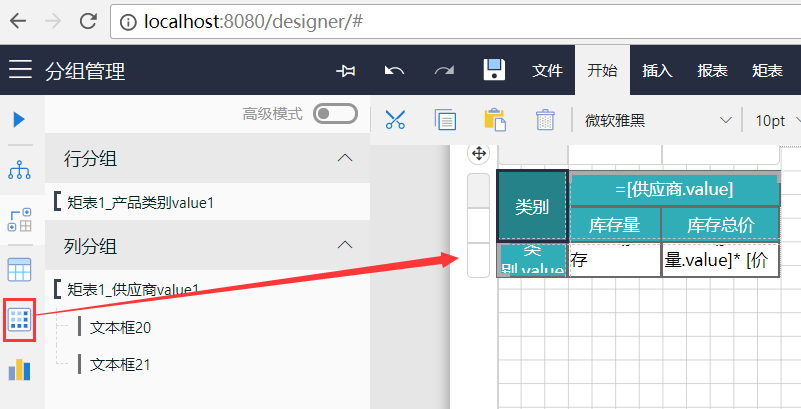 localhost:8080/designer/#
分组管理 文件 开始 插入 报表 矩表
高级模式 微软雅黑 10pt
行分组
矩表1_产品类别value1
列分组
矩表1_供应商value1
文本框20
文本框21
类别 =[供应商.value]
库存量 库存总价
类
别.value] 存 量.value]* [价